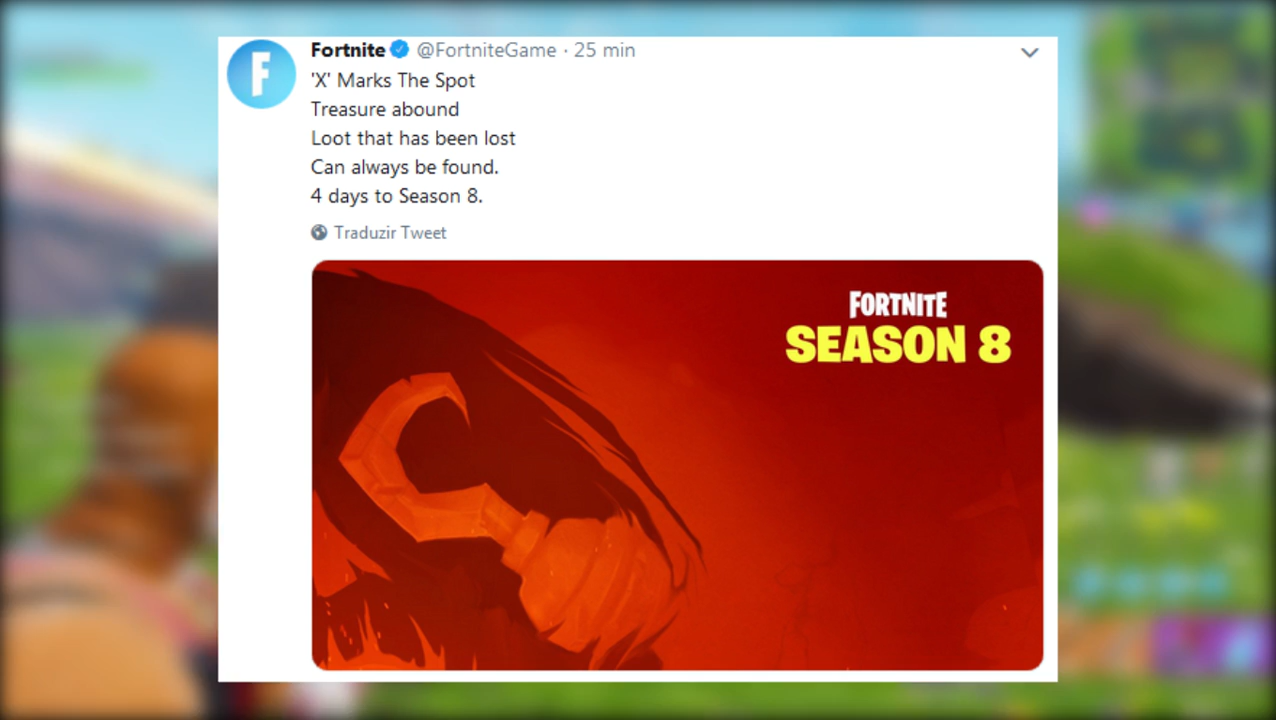 Fortnite @FortniteGame · 25 min
'X' Marks The Spot
Treasure abound
Loot that has been lost
Can always be found.
4 days to Season 8.
Traduzir Tweet
FORTNITE
SEASON 8
F